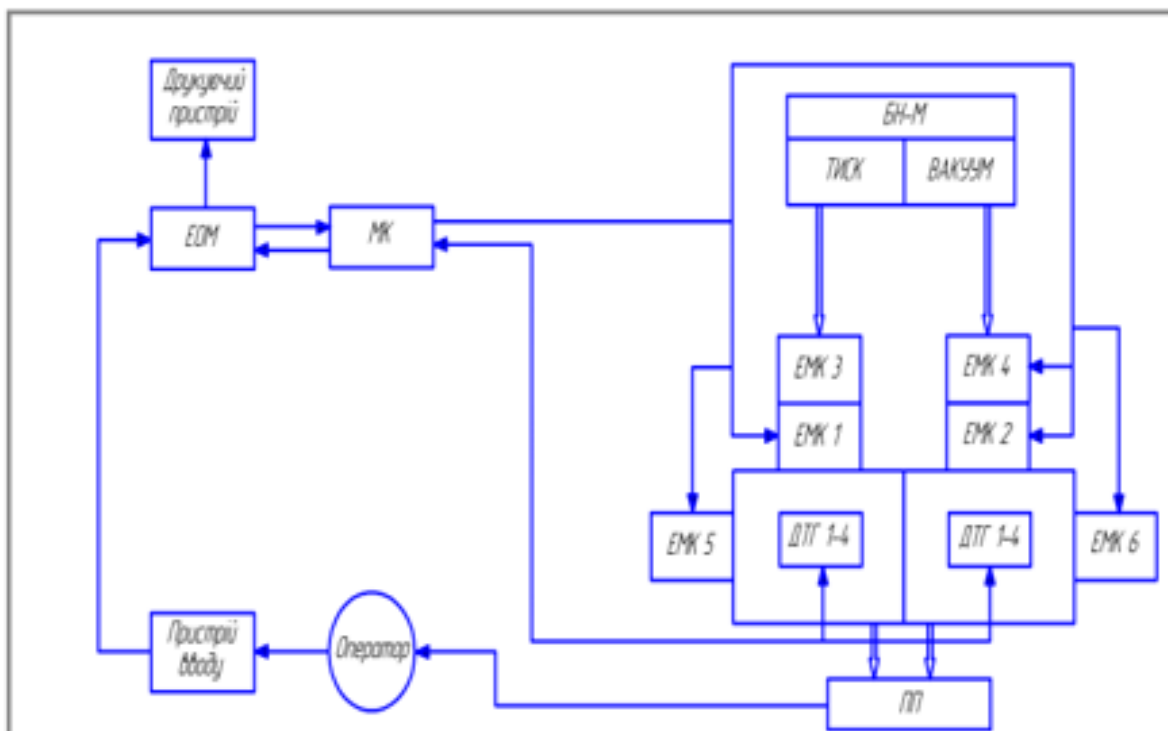 Друкуючий
пристрій
БН-М
ТИСК ВАКУУМ
ЕОМ МК
ЕМК 3 ЕМК 4
ЕМК 1 ЕМК 2
ЕМК 5 ДТГ 1-4 ДТГ 1-4 ЕМК 6
Пристрій
вводу
Оператор
ПП